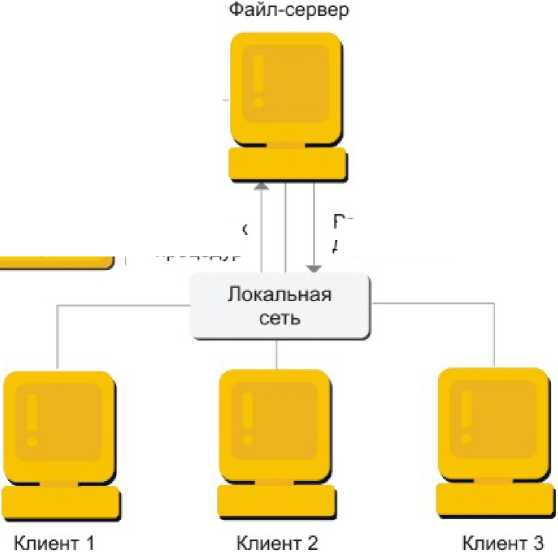 Файл-сервер
Локальная
сеть
Клиент 1
Клиент 2
Клиент 3